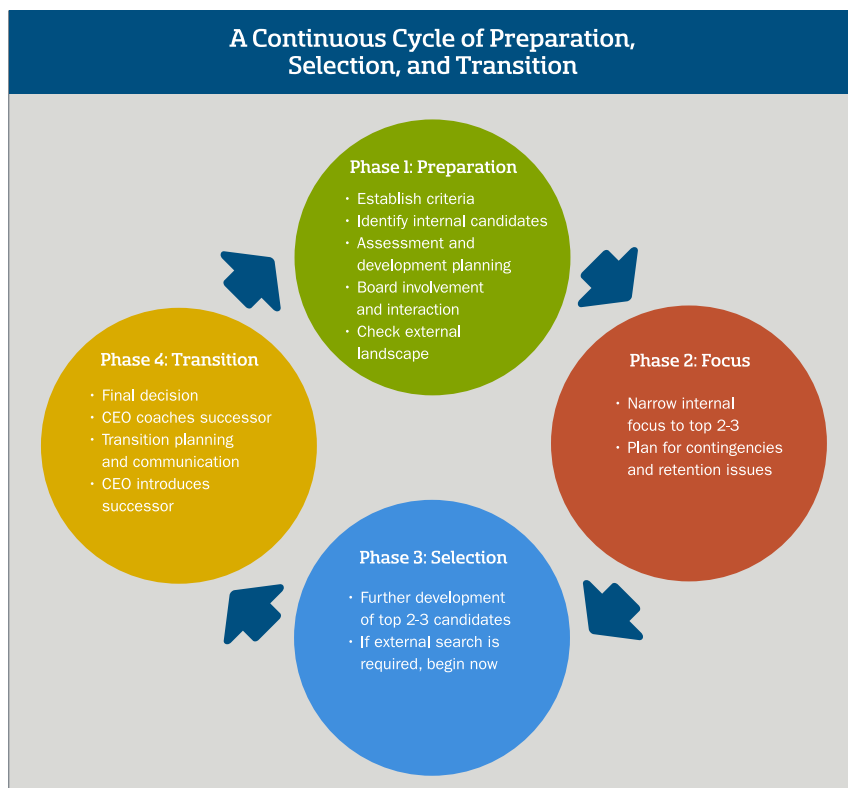 A Continuous Cycle of Preparation,
Selection, and Transition
Phase 1: Preparation
· Establish criteria
· Identify internal candidates
· Assessment and
development planning
· Board involvement
and interaction
· Check external
landscape
Phase 2: Focus
· Narrow internal
focus to top 2-3
· Plan for contingencies
and retention issues
Phase 3: Selection
· Further development
of top 2-3 candidates
· If external search is
required, begin now
Phase 4: Transition
· Final decision
· CEO coaches successor
· Transition planning
and communication
· CEO introduces
successor